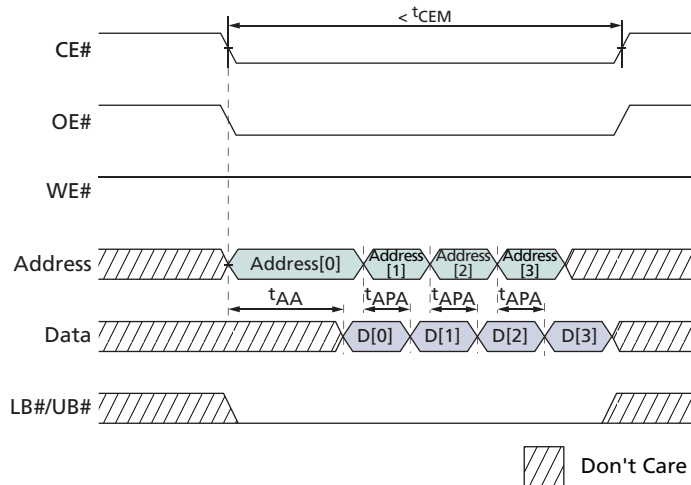 < tCEM
CE#
OE#
WE#
Address
Address[0]
Address
[1]
Address
[2]
Address
[3]
tAA
tAPA
tAPA
tAPA
Data
D[0]
D[1]
D[2]
D[3]
LB#/UB#
Don't Care